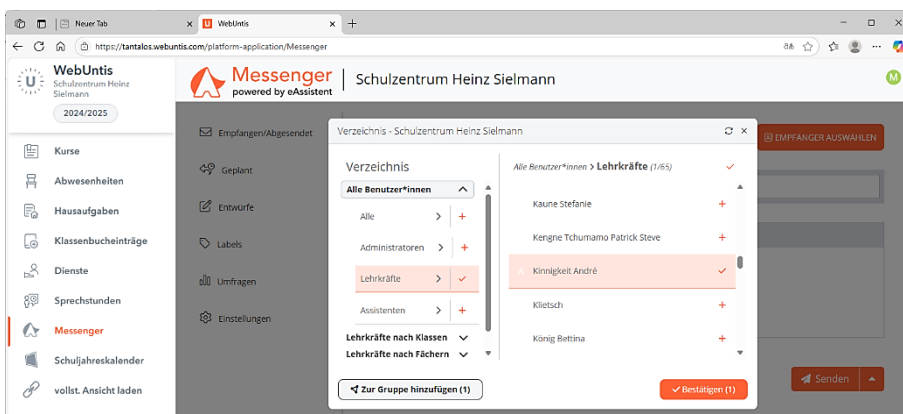 Neuer Tab
WebUntis
https://tantalos.webuntis.com/platform-application/Messenger
WebUntis
Schulzentrum Heinz
Sielmann
2024/2025
Kurse
Abwesenheiten
Hausaufgaben
Klassenbucheinträge
Dienste
Sprechstunden
Messenger
Schuljahreskalender
vollst. Ansicht laden
Messenger
powered by eAssistent
Schulzentrum Heinz Sielmann
M
Empfangen/Abgesendet
Geplant
Entwürfe
Labels
Umfragen
Einstellungen
EMPFÄNGER AUSWÄHLEN
Verzeichnis - Schulzentrum Heinz Sielmann
Verzeichnis
Alle Benutzer*innen
Alle
Administratoren
Lehrkräfte
Assistenten
Lehrkräfte nach Klassen
Lehrkräfte nach Fächern
Alle Benutzer*innen > Lehrkräfte (1/65)
Kaune Stefanie
Kengne Tchumamo Patrick Steve
Kinnigkeit André
Klietsch
König Bettina
Zur Gruppe hinzufügen (1)
Bestätigen (1)
Senden